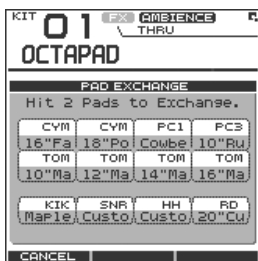 KIT 01 FX AMBIENCE
THRU
OCTAPAD
PAD EXCHANGE
Hit 2 Pads to Exchange.
CYM CYM PC1 PC3
16"Fa 18"Po Cowbe 10"Ru
TOM TOM TOM TOM
10"Ma 12"Ma 14"Ma 16"Ma
KIK SNR HH RD
Maple Custo Custo 20"Cu
CANCEL